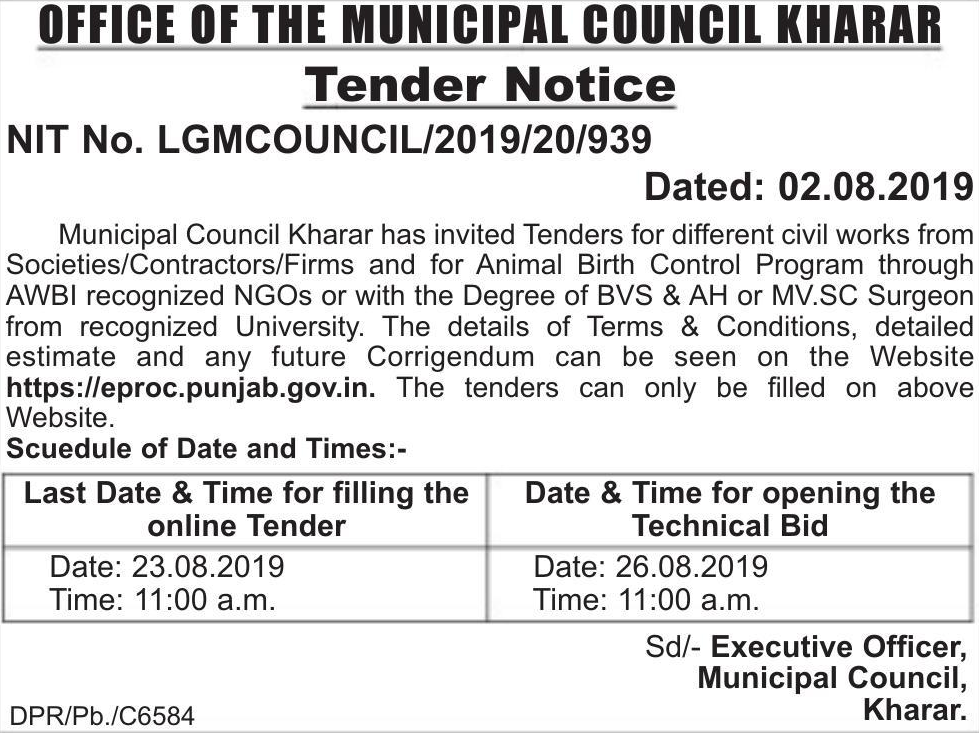 OFFICE OF THE MUNICIPAL COUNCIL KHARAR
Tender Notice
NIT No. LGMCOUNCIL/2019/20/939
Dated: 02.08.2019
Municipal Council Kharar has invited Tenders for different civil works from
Societies/Contractors/Firms and for Animal Birth Control Program through
AWBI recognized NGOs or with the Degree of BVS & AH or MV.SC Surgeon
from recognized University. The details of Terms & Conditions, detailed
estimate and any future Corrigendum can be seen on the Website
https://eproc.punjab.gov.in. The tenders can only be filled on above
Website.
Scuedule of Date and Times:-
Last Date & Time for filling the
online Tender
Date & Time for opening the
Technical Bid
Date: 23.08.2019
Time: 11:00 a.m.
Date: 26.08.2019
Time: 11:00 a.m.
Sd/- Executive Officer,
Municipal Council,
Kharar.
DPR/Pb./C6584